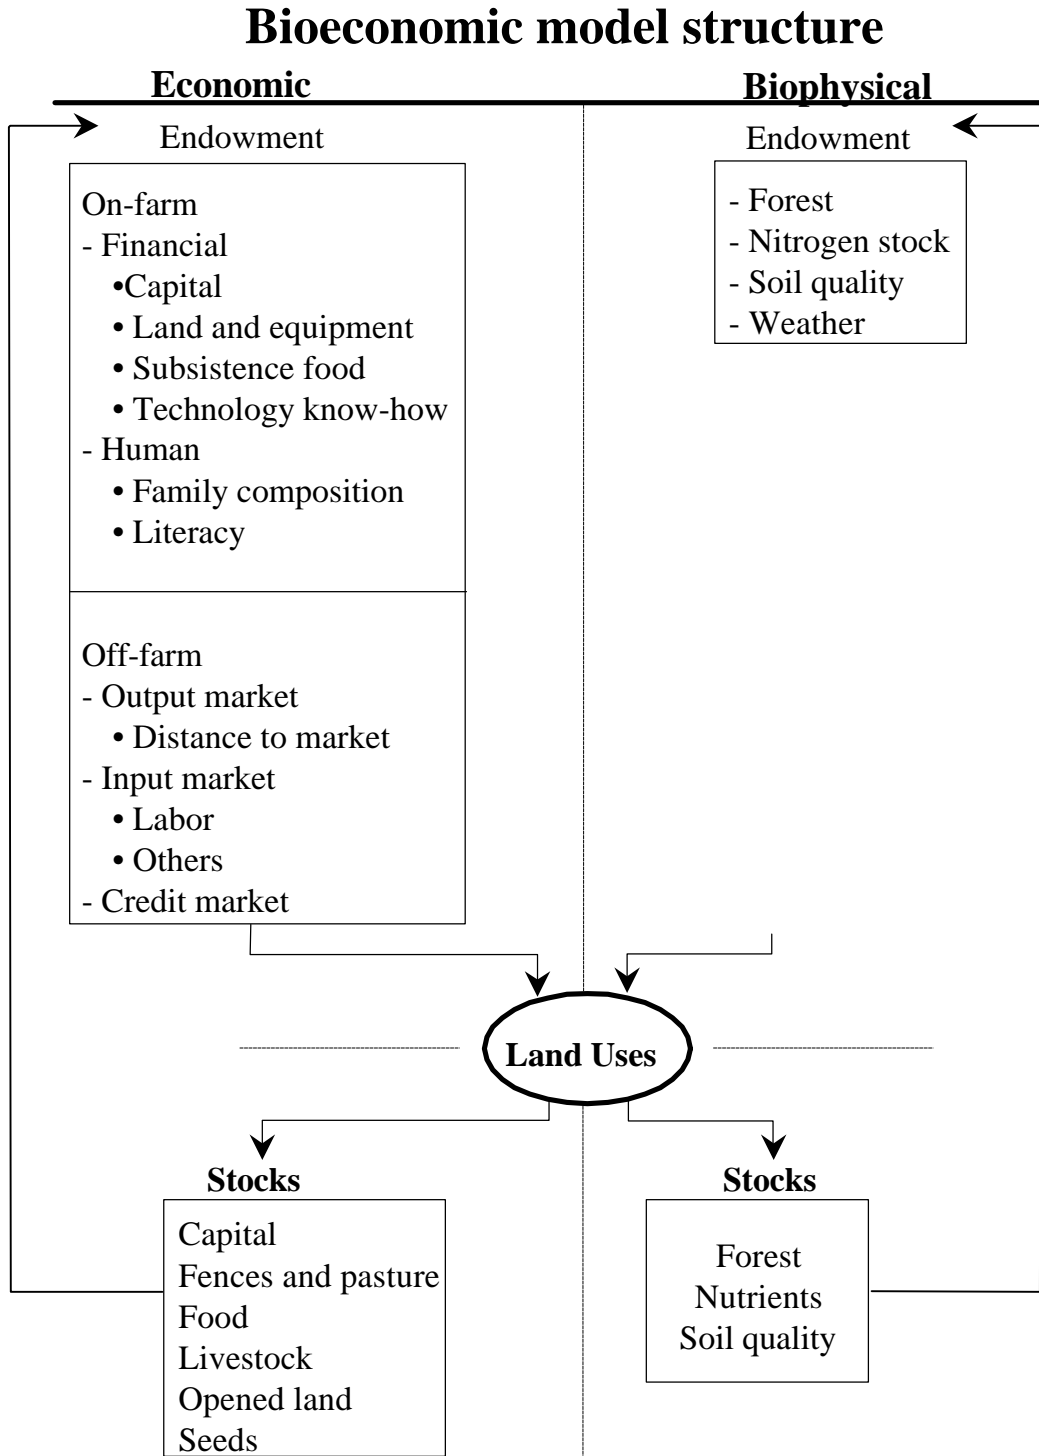 Bioeconomic model structure
Economic
Endowment
On-farm
- Financial
•Capital
• Land and equipment
• Subsistence food
• Technology know-how
- Human
• Family composition
• Literacy
Off-farm
- Output market
• Distance to market
- Input market
• Labor
• Others
- Credit market
Biophysical
Endowment
- Forest
- Nitrogen stock
- Soil quality
- Weather
Land Uses
Stocks
Capital
Fences and pasture
Food
Livestock
Opened land
Seeds
Stocks
Forest
Nutrients
Soil quality